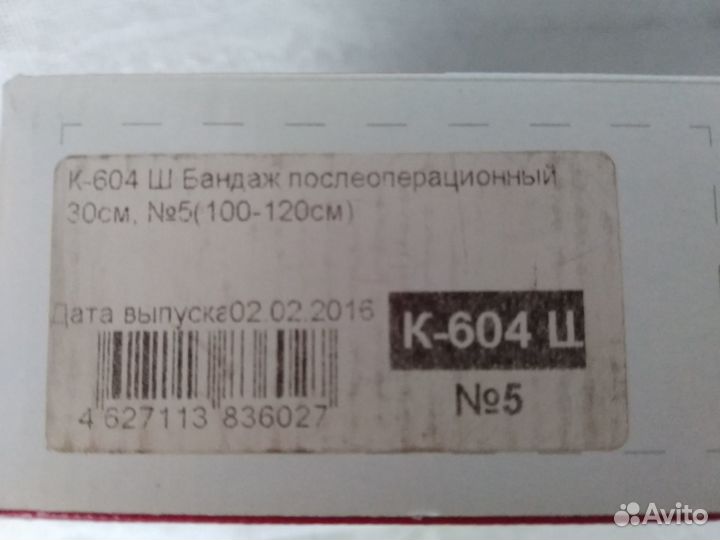 К-604 Ш Бандаж послеоперационный
30см, №5(100-120см)
Дата выпуска02.02.2016
К-604 Ш
4 627113 836027
№5
Avito